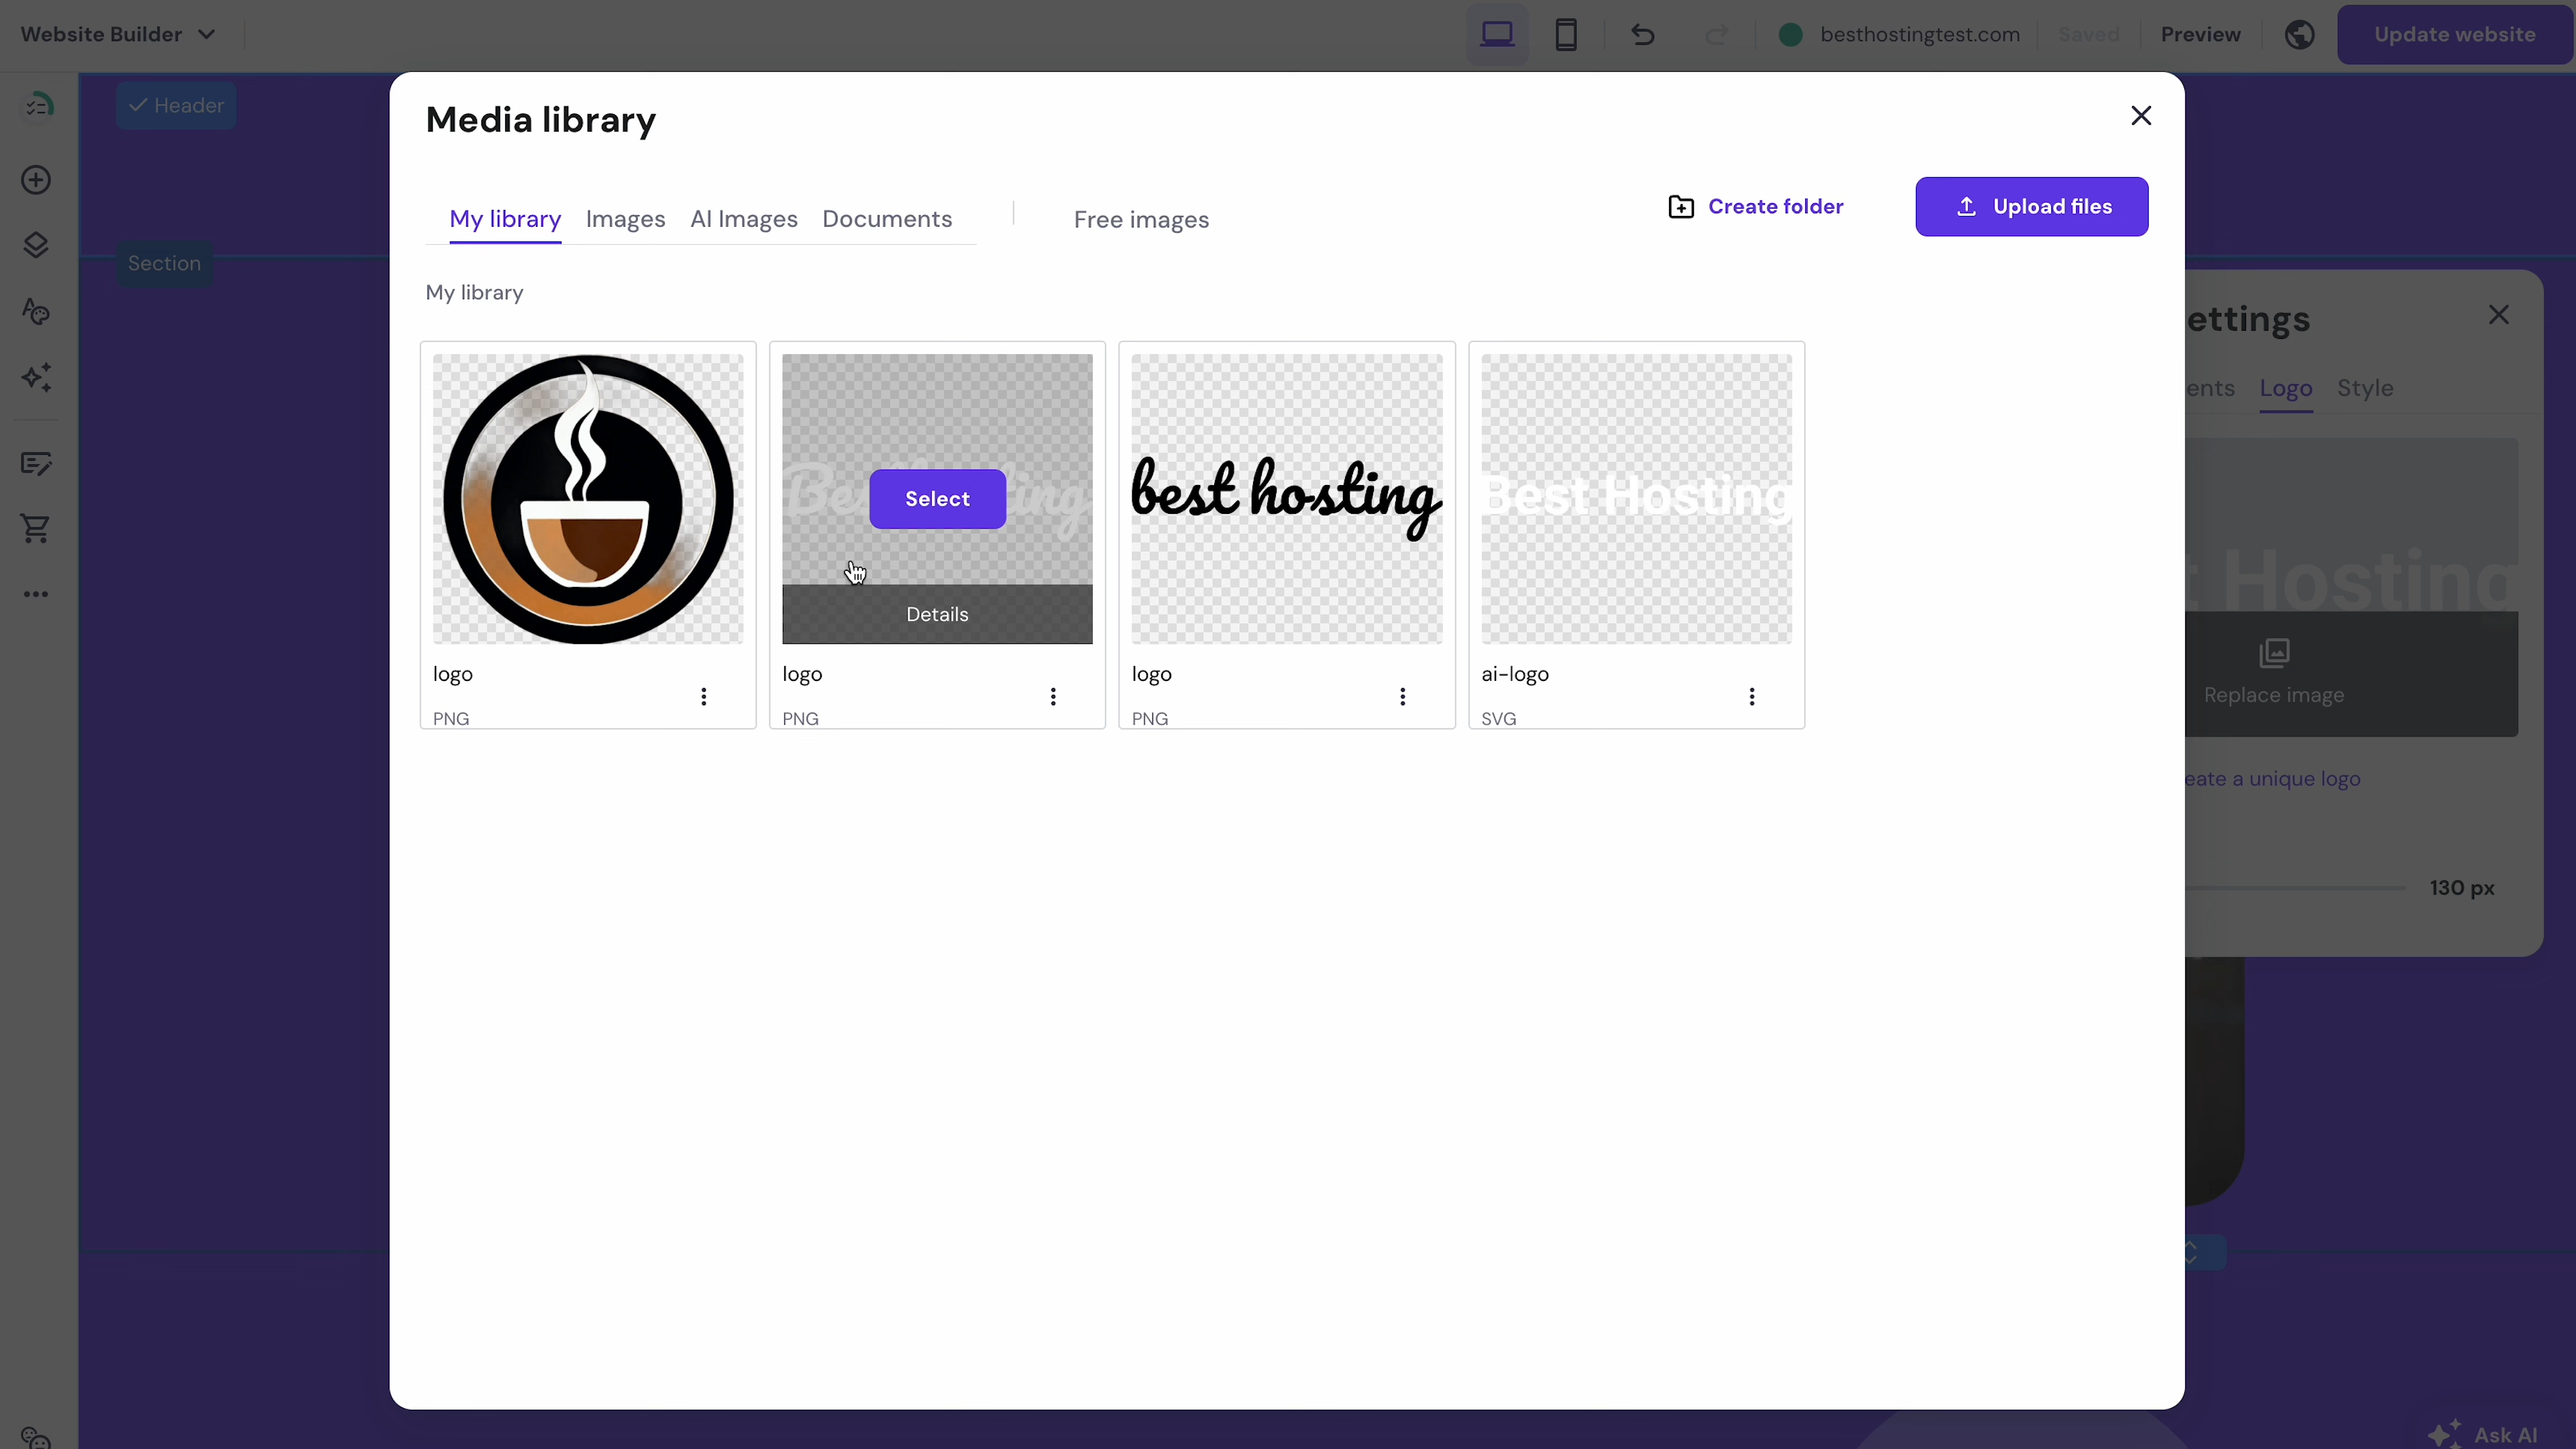 Website Builder
besthostingtest.com
Saved
Preview
Update website
Header
Section
Media library
My library
Images
AI Images
Documents
Free images
Create folder
Upload files
My library
Select
Details
best hosting
Best Hosting
logo
PNG
logo
PNG
logo
PNG
ai-logo
SVG
ettings
ents
Logo
Style
t Hosting
Replace image
eate a unique logo
130 px
Ask AI